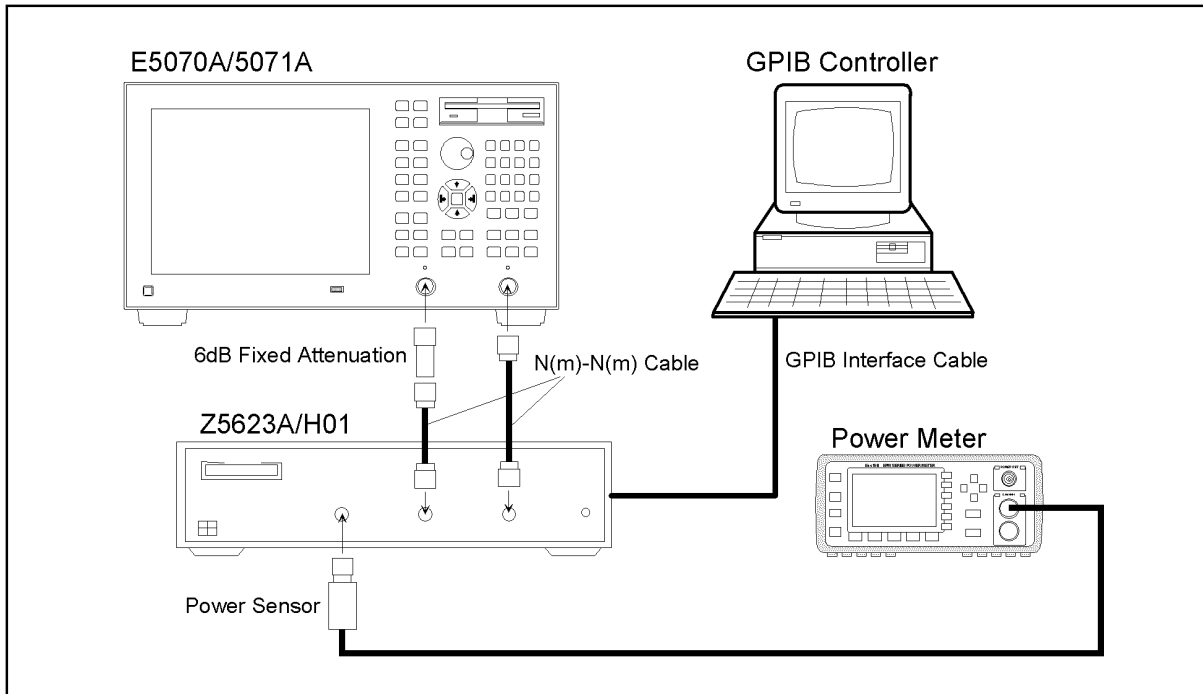 E5070A/5071A
GPIB Controller
6dB Fixed Attenuation
N(m)-N(m) Cable
GPIB Interface Cable
Z5623A/H01
Power Meter
Power Sensor